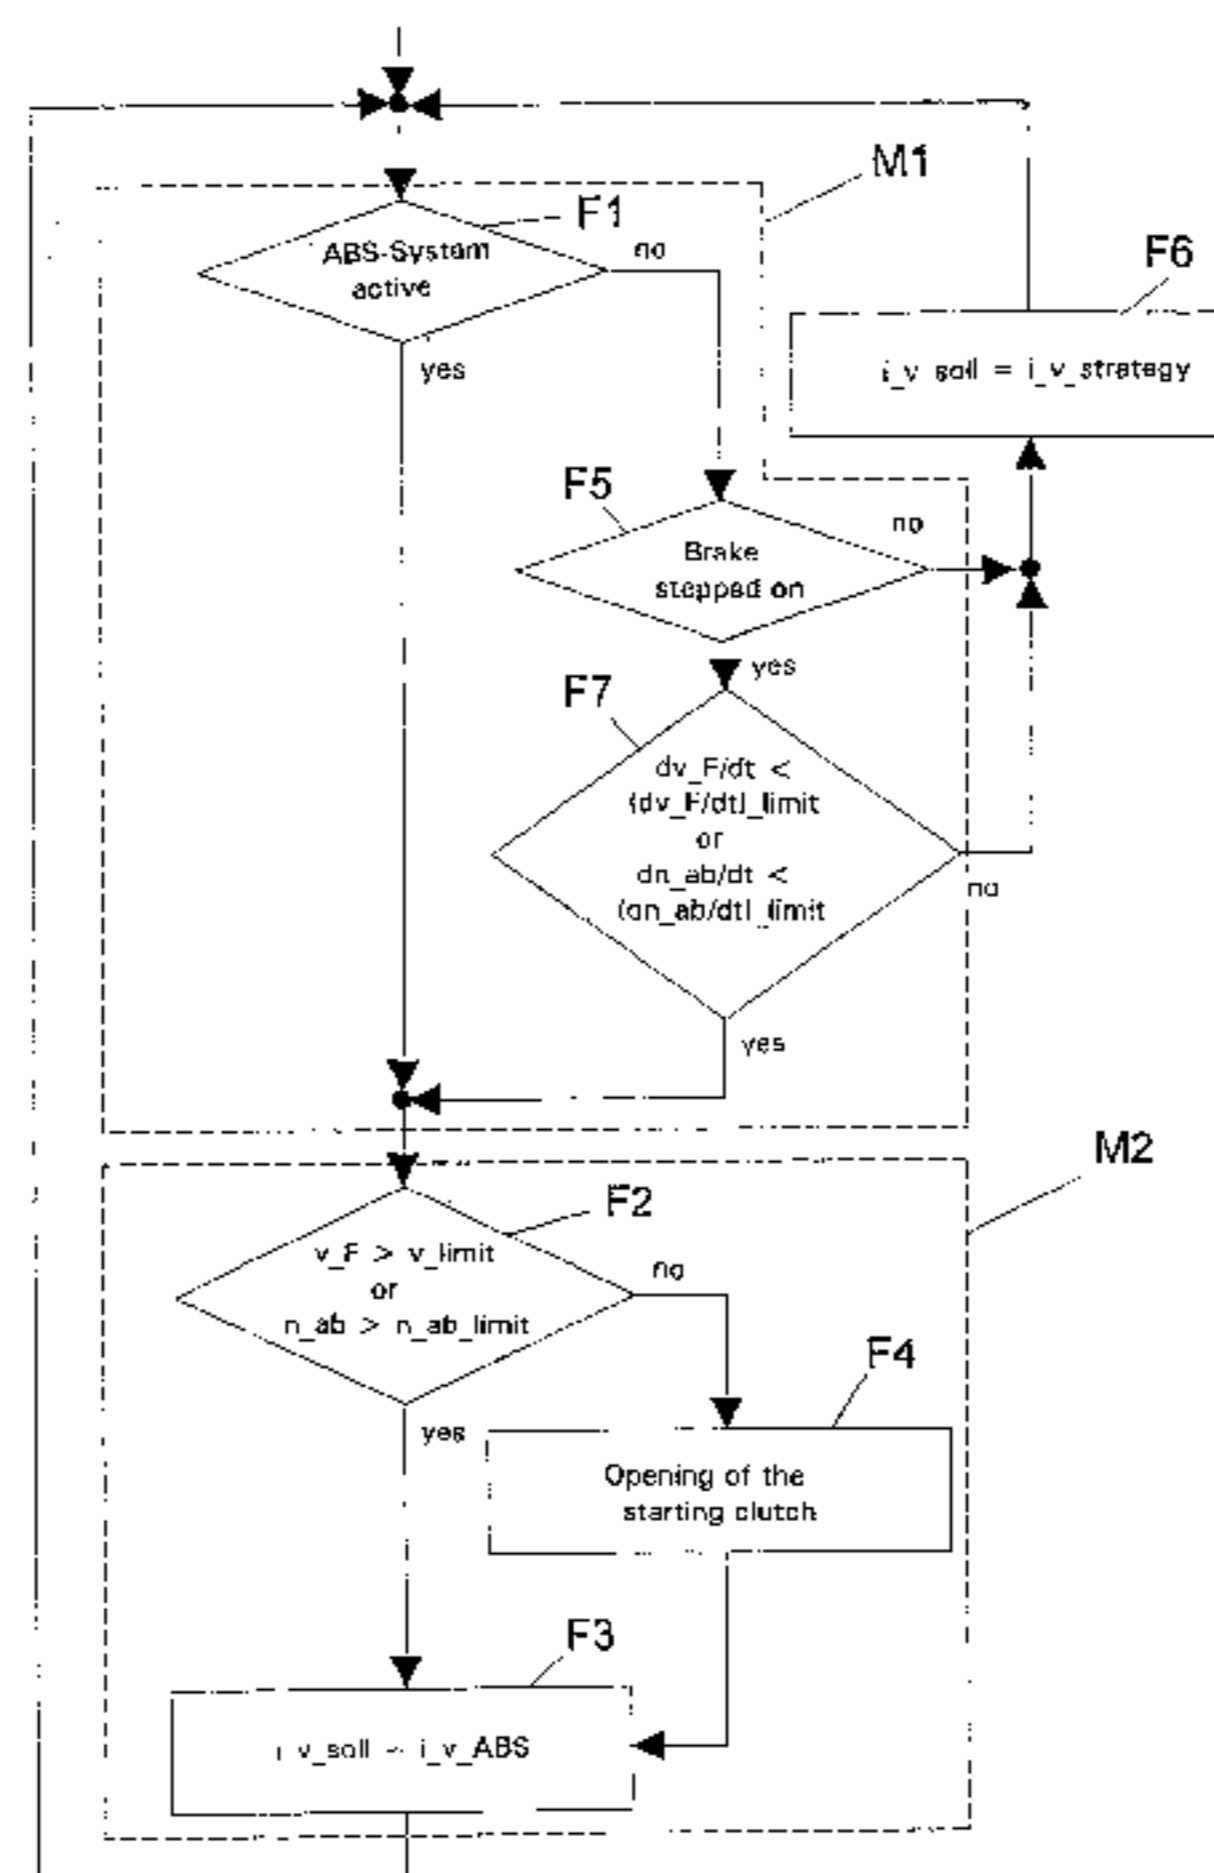 M1
F1
ABS-System
active
no
yes
F6
i_v_soll = i_v_strategy
F5
Brake
stepped on
no
yes
F7
dv_F/dt <
(dv_F/dt)_limit
or
dn_ab/dt <
(dn_ab/dt)_limit
no
yes
M2
F2
v_F > v_limit
or
n_ab > n_ab_limit
no
yes
F4
Opening of the
starting clutch
F3
i_v_soll = i_v_ABS